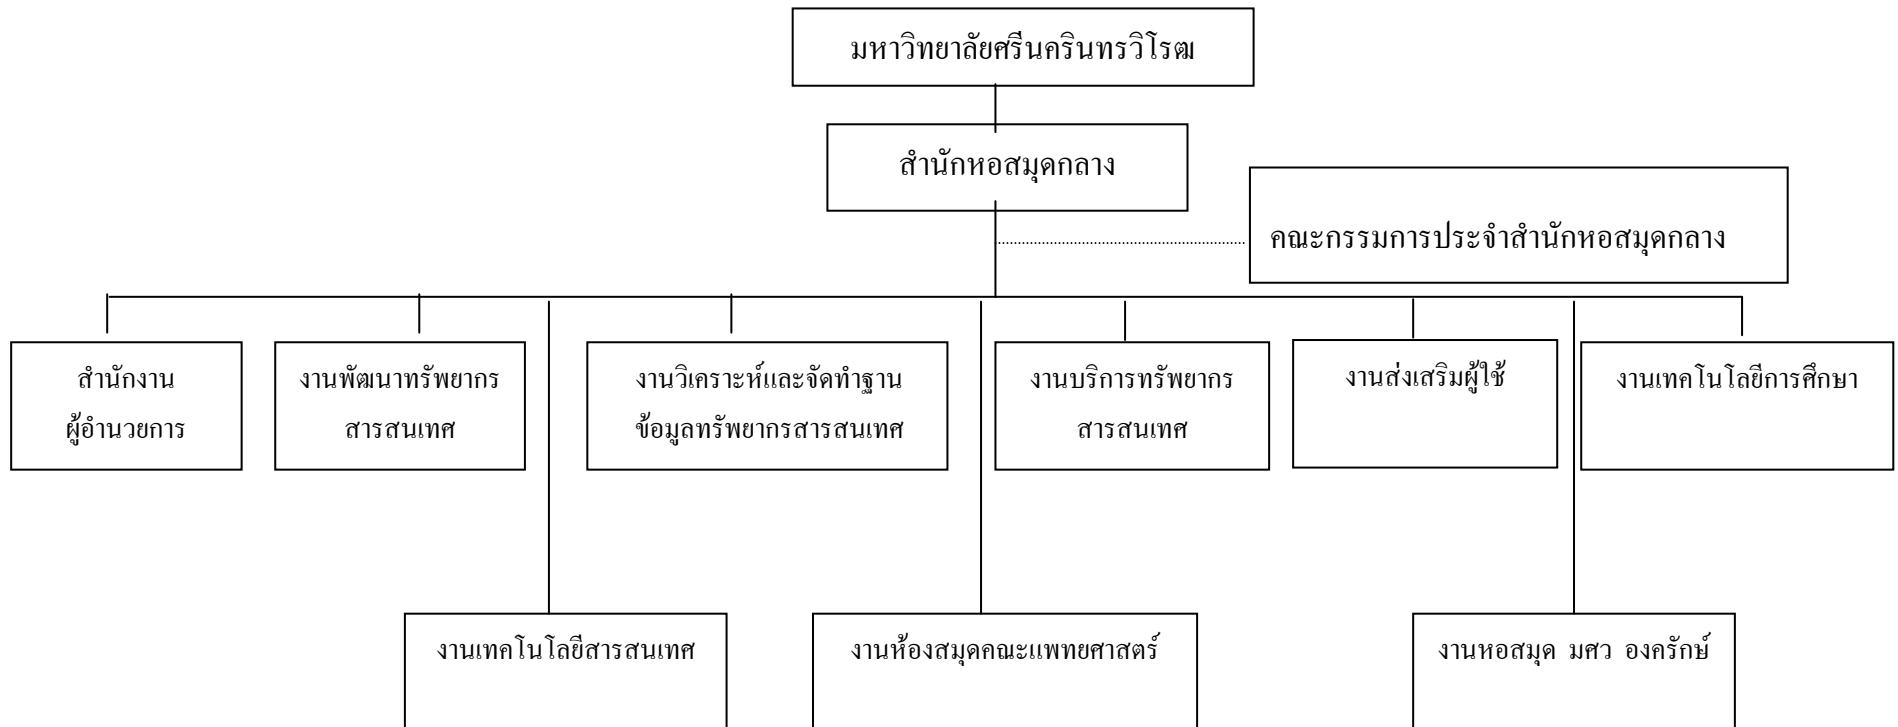 มหาวิทยาลัยศรีนครินทรวิโรฒ
สำนักหอสมุดกลาง
คณะกรรมการประจำสำนักหอสมุดกลาง
สำนักงาน
ผู้อำนวยการ
งานพัฒนาทรัพยากร
สารสนเทศ
งานวิเคราะห์และจัดทำฐาน
ข้อมูลทรัพยากรสารสนเทศ
งานบริการทรัพยากร
สารสนเทศ
งานส่งเสริมผู้ใช้
งานเทคโนโลยีการศึกษา
งานเทคโนโลยีสารสนเทศ
งานห้องสมุดคณะแพทยศาสตร์
งานหอสมุด มศว องครักษ์